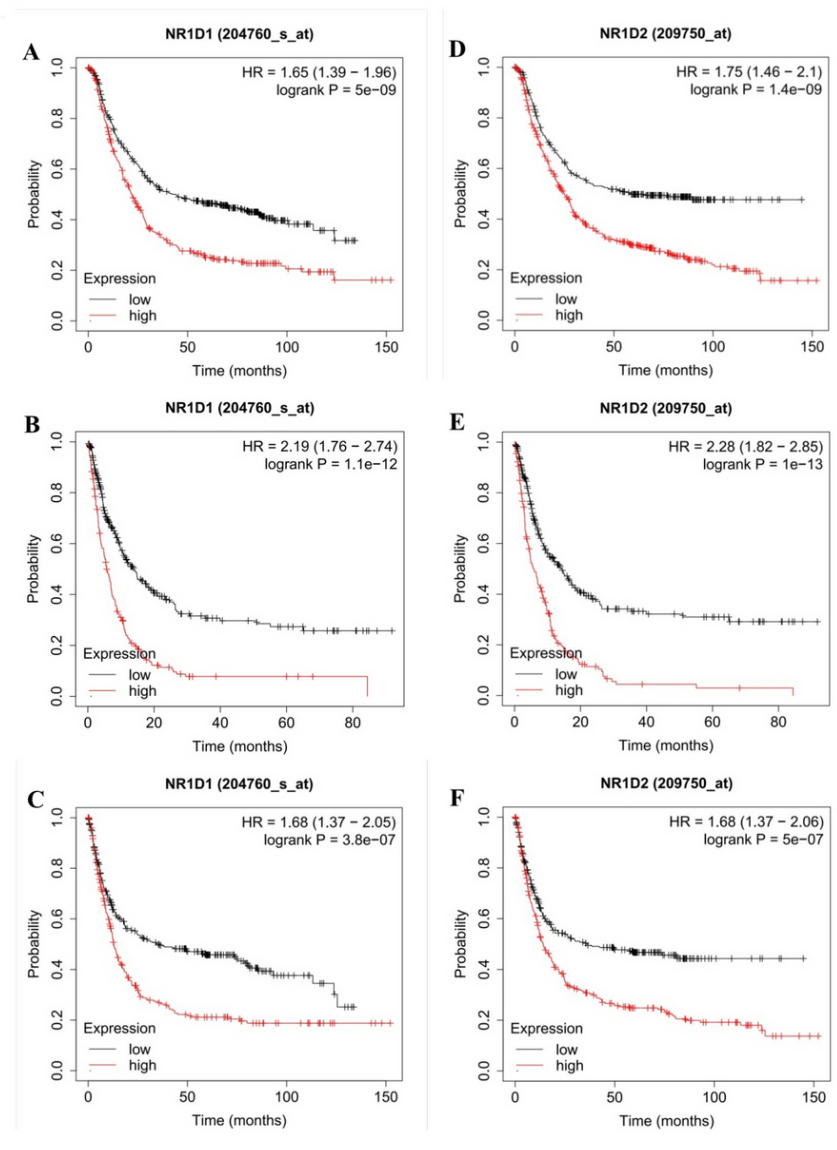 A
NR1D1 (204760_s_at)
HR = 1.65 (1.39 − 1.96)
logrank P = 5e−09
Probability
0.0 0.2 0.4 0.6 0.8 1.0
Expression
low
high
0 50 100 150
Time (months)
D
NR1D2 (209750_at)
HR = 1.75 (1.46 − 2.1)
logrank P = 1.4e−09
Probability
0.0 0.2 0.4 0.6 0.8 1.0
Expression
low
high
0 50 100 150
Time (months)
B
NR1D1 (204760_s_at)
HR = 2.19 (1.76 − 2.74)
logrank P = 1.1e−12
Probability
0.0 0.2 0.4 0.6 0.8 1.0
Expression
low
high
0 20 40 60 80
Time (months)
E
NR1D2 (209750_at)
HR = 2.28 (1.82 − 2.85)
logrank P = 1e−13
Probability
0.0 0.2 0.4 0.6 0.8 1.0
Expression
low
high
0 20 40 60 80
Time (months)
C
NR1D1 (204760_s_at)
HR = 1.68 (1.37 − 2.05)
logrank P = 3.8e−07
Probability
0.0 0.2 0.4 0.6 0.8 1.0
Expression
low
high
0 50 100 150
Time (months)
F
NR1D2 (209750_at)
HR = 1.68 (1.37 − 2.06)
logrank P = 5e−07
Probability
0.0 0.2 0.4 0.6 0.8 1.0
Expression
low
high
0 50 100 150
Time (months)